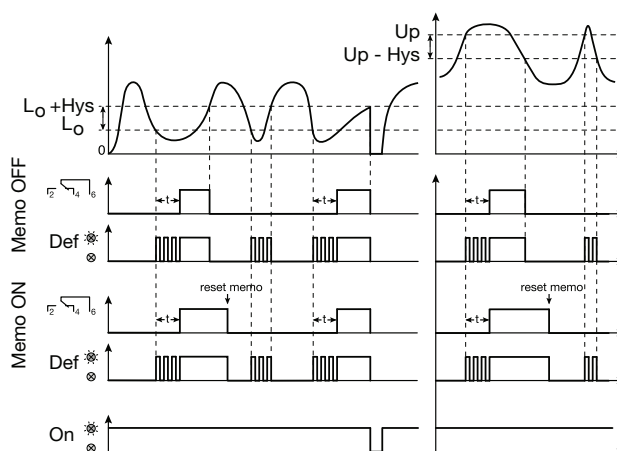 Up
Up - Hys
Lo +Hys
Lo
0
Memo OFF
2 4 6
t
t
t
Def
Memo ON
reset memo
reset memo
2 4 6
t
t
t
Def
On